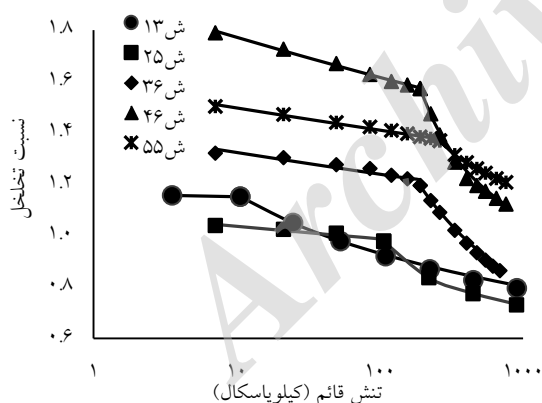 ۱.۸
۱.۶
۱.۴
۱.۲
۱.۰
۰.۸
۰.۶
نسبت تخلخل
ش۱۳
ش۲۵
ش۳۶
ش۴۶
ش۵۵
۱
۱۰
۱۰۰
۱۰۰۰
تنش قائم (کیلوپاسکال)
Archiv